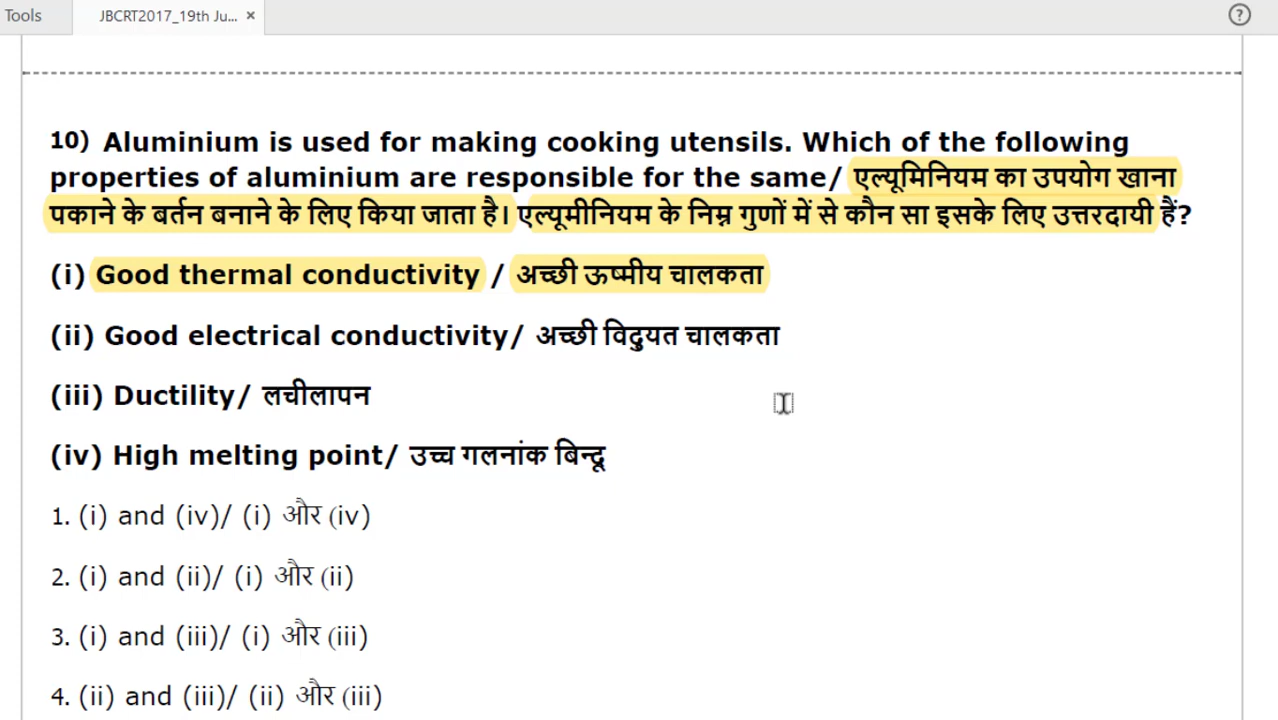 Tools
JBCRT2017_19th Ju... ×
10) Aluminium is used for making cooking utensils. Which of the following
properties of aluminium are responsible for the same/ एल्यूमिनियम का उपयोग खाना
पकाने के बर्तन बनाने के लिए किया जाता है। एल्यूमीनियम के निम्न गुणों में से कौन सा इसके लिए उत्तरदायी हैं?
(i) Good thermal conductivity / अच्छी ऊष्मीय चालकता
(ii) Good electrical conductivity/ अच्छी विदुयत चालकता
(iii) Ductility/ लचीलापन
(iv) High melting point/ उच्च गलनांक बिन्दू
1. (i) and (iv)/ (i) और (iv)
2. (i) and (ii)/ (i) और (ii)
3. (i) and (iii)/ (i) और (iii)
4. (ii) and (iii)/ (ii) और (iii)